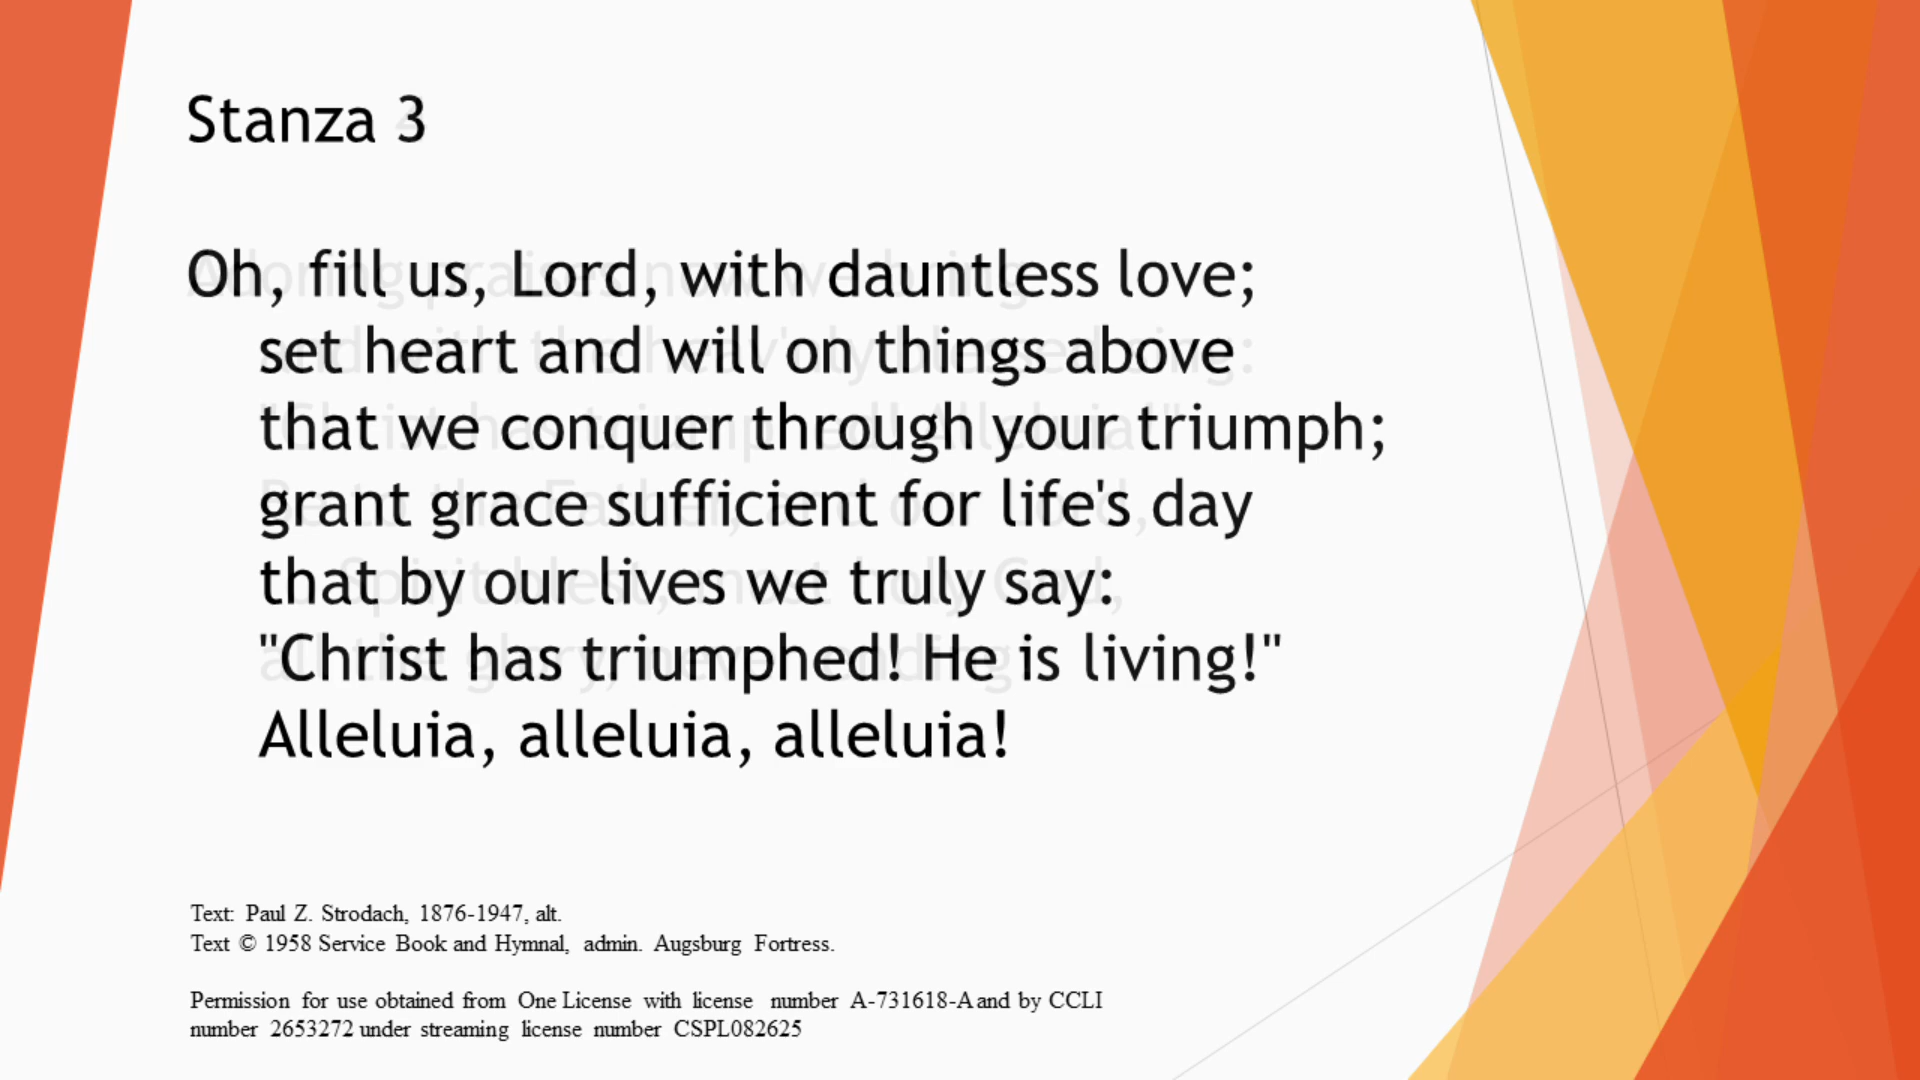 Stanza 3
Oh, fill us, Lord, with dauntless love;
set heart and will on things above
that we conquer through your triumph;
grant grace sufficient for life's day
that by our lives we truly say:
"Christ has triumphed! He is living!"
Alleluia, alleluia, alleluia!
Text: Paul Z. Strodach, 1876-1947, alt.
Text © 1958 Service Book and Hymnal, admin. Augsburg Fortress.
Permission for use obtained from One License with license number A-731618-A and by CCLI
number 2653272 under streaming license number CSPL082625